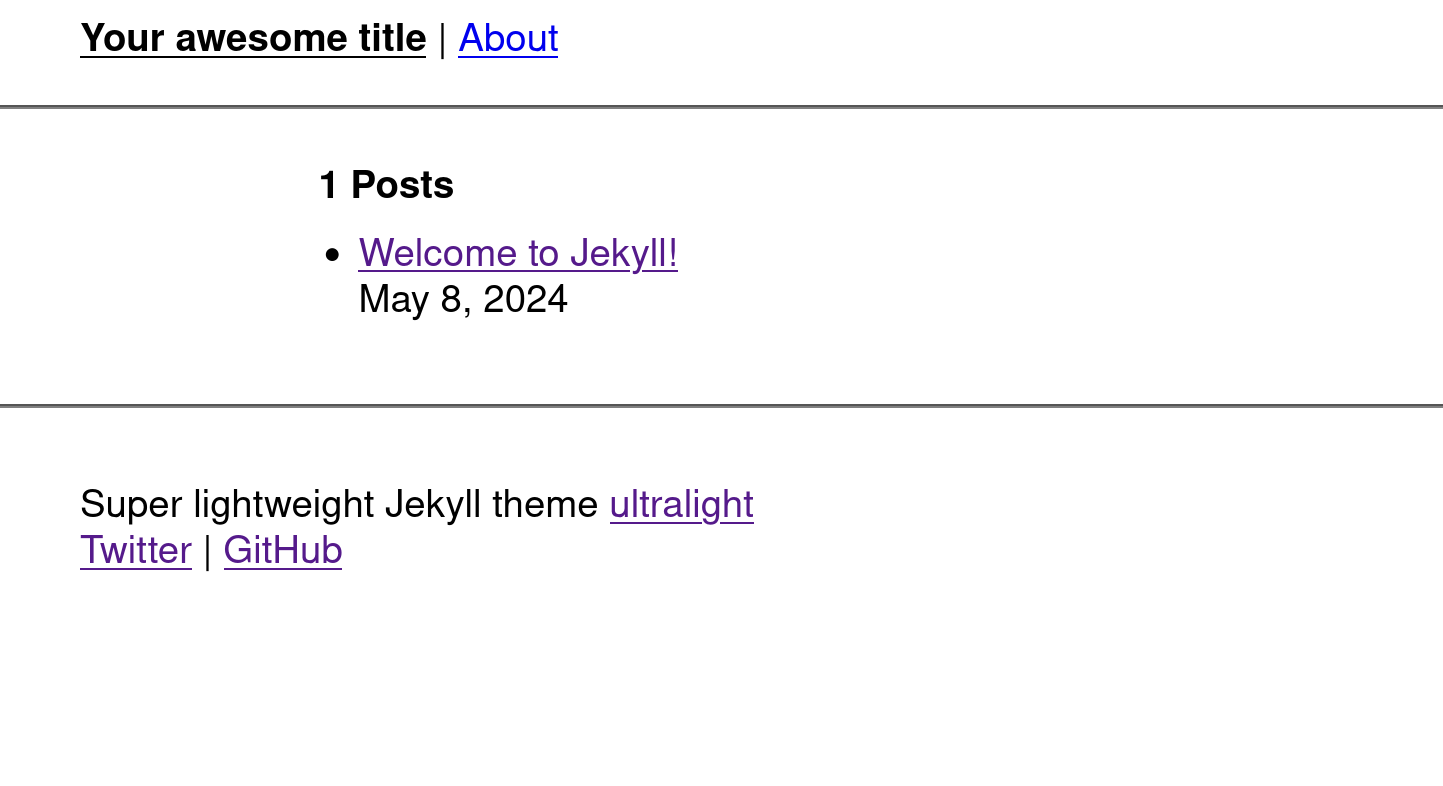 Your awesome title | About
1 Posts
• Welcome to Jekyll!
May 8, 2024
Super lightweight Jekyll theme ultralight
Twitter | GitHub